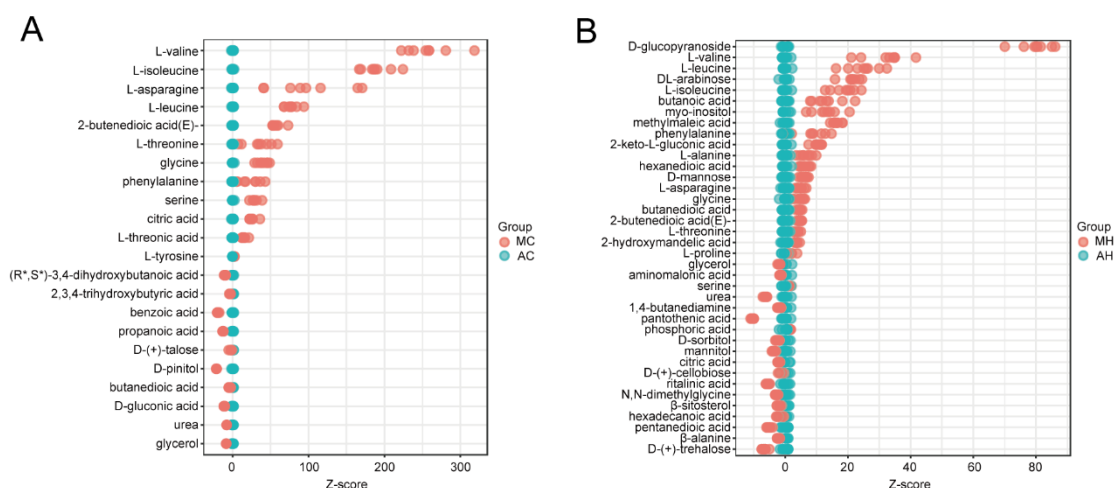 A
L-valine
L-isoleucine
L-asparagine
L-leucine
2-butenedioic acid(E)-
L-threonine
glycine
phenylalanine
serine
citric acid
L-threonic acid
L-tyrosine
(R*,S*)-3,4-dihydroxybutanoic acid
2,3,4-trihydroxybutyric acid
benzoic acid
propanoic acid
D-(+)-talose
D-pinitol
butanedioic acid
D-gluconic acid
urea
glycerol
0 100 200 300
Z-score
Group
MC
AC
B
D-glucopyranoside
L-valine
L-leucine
DL-arabinose
L-isoleucine
butanoic acid
myo-inositol
methylmaleic acid
phenylalanine
2-keto-L-gluconic acid
L-alanine
hexanedioic acid
D-mannose
L-asparagine
glycine
butanedioic acid
2-butenedioic acid(E)-
L-threonine
2-hydroxymandelic acid
L-proline
glycerol
aminomalonic acid
serine
urea
1,4-butanediamine
pantothenic acid
phosphoric acid
D-sorbitol
mannitol
citric acid
D-(+)-cellobiose
ritalinic acid
N,N-dimethylglycine
β-sitosterol
hexadecanoic acid
pentanedioic acid
β-alanine
D-(+)-trehalose
0 20 40 60 80
Z-score
Group
MH
AH